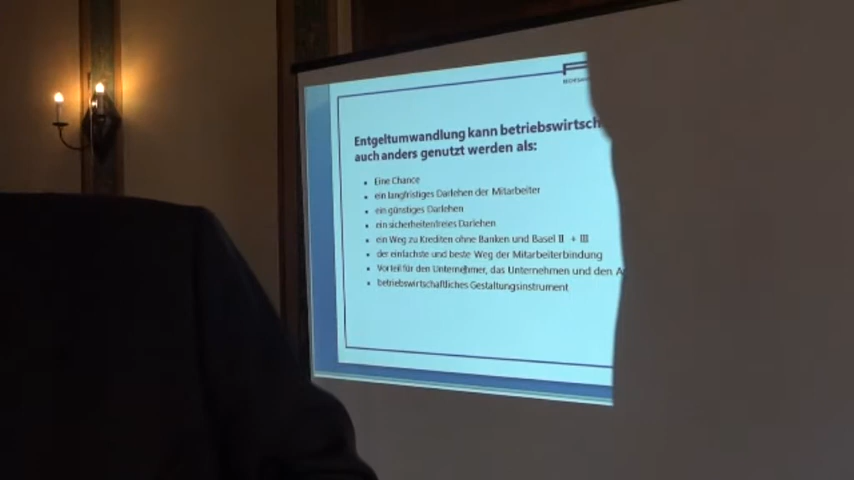 Entgeltumwandlung kann betriebswirtsch
auch anders genutzt werden als:
Eine Chance
ein langfristiges Darlehen der Mitarbeiter
ein günstiges Darlehen
ein sicherheitenfreies Darlehen
ein Weg zu Krediten ohne Banken und Basel II + III
der einfachste und beste Weg der Mitarbeiterbindung
Vorteil für den Unternehmer, das Unternehmen und den A
betriebswirtschaftliches Gestaltungsinstrument